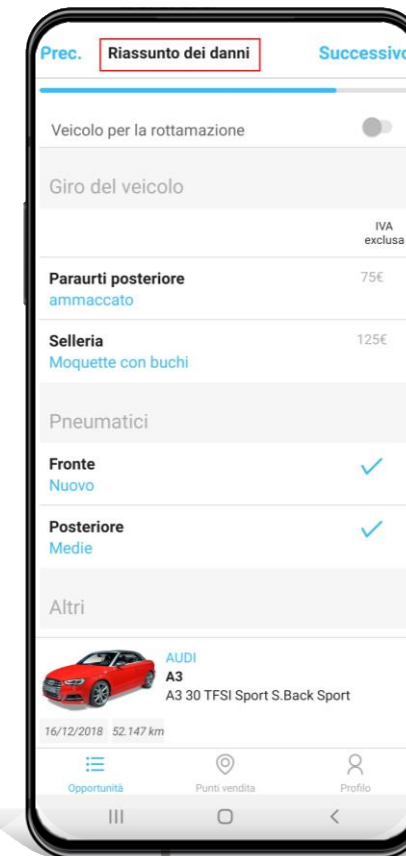 Prec. Riassunto dei danni Successivo
Veicolo per la rottamazione
Giro del veicolo
IVA
exclusa
Paraurti posteriore 75€
ammaccato
Selleria 125€
Moquette con buchi
Pneumatici
Fronte
Nuovo
Posteriore
Medie
Altri
AUDI
A3
A3 30 TFSI Sport S.Back Sport
16/12/2018 52.147 km
Opportunità Punti vendita Profilo